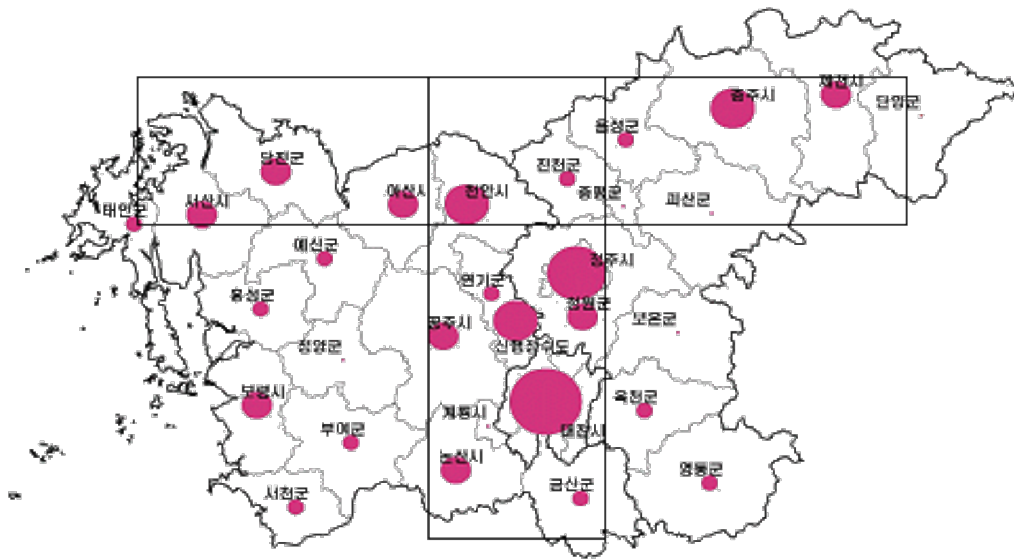 제천시
충주시
단양군
음성군
당진군
진천군
아산시
천안시
증평군
괴산군
서산시
태안군
예산군
청주시
연기군
홍성군
청원군
공주시
보은군
신행정수도
청양군
보령시
옥천군
계룡시
부여군
대전시
논산시
영동군
금산군
서천군